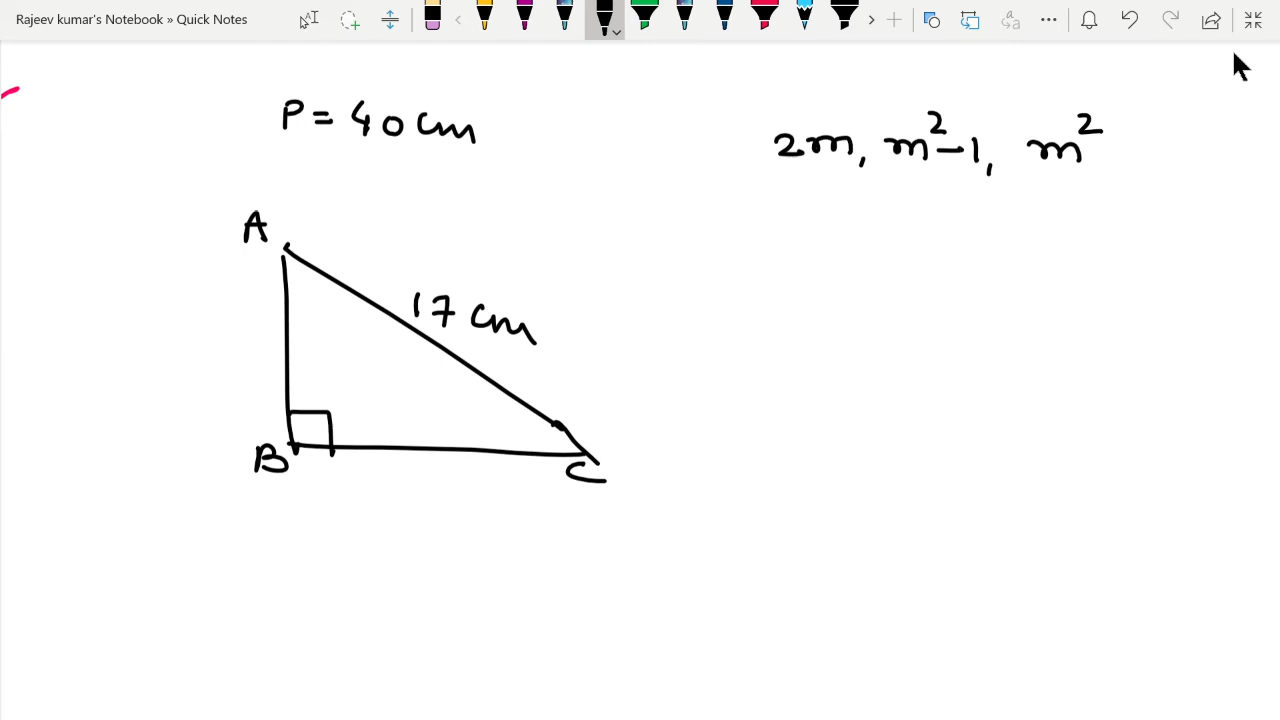 Rajeev kumar's Notebook » Quick Notes
P = 40 cm
2m, m²-1, m²
A
17 cm
B
C